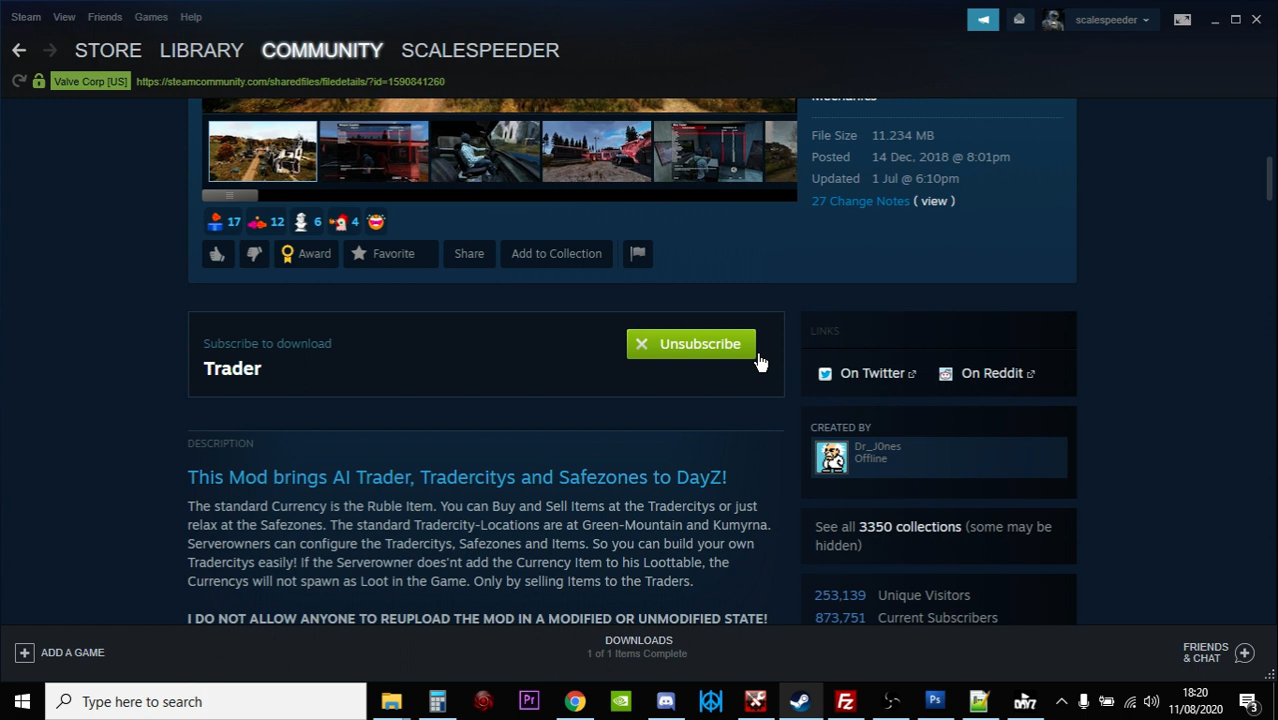 Steam View Friends Games Help
scalespeeder
STORE LIBRARY COMMUNITY SCALESPEEDER
Valve Corp [US] https://steamcommunity.com/sharedfiles/filedetails/?id=1590841260
Mechanics
File Size 11.234 MB
Posted 14 Dec, 2018 @ 8:01pm
Updated 1 Jul @ 6:10pm
27 Change Notes ( view )
17 12 6 4
Award Favorite Share Add to Collection
Subscribe to download
Trader
Unsubscribe
LINKS
On Twitter On Reddit
DESCRIPTION
This Mod brings AI Trader, Tradercitys and Safezones to DayZ!
The standard Currency is the Ruble Item. You can Buy and Sell Items at the Tradercitys or just
relax at the Safezones. The standard Tradercity-Locations are at Green-Mountain and Kumyrna.
Serverowners can configure the Tradercitys, Safezones and Items. So you can build your own
Tradercitys easily! If the Serverowner does'nt add the Currency Item to his Loottable, the
Currencys will not spawn as Loot in the Game. Only by selling Items to the Traders.
I DO NOT ALLOW ANYONE TO REUPLOAD THE MOD IN A MODIFIED OR UNMODIFIED STATE!
CREATED BY
Dr_J0nes
Offline
See all 3350 collections (some may be
hidden)
253,139 Unique Visitors
873,751 Current Subscribers
ADD A GAME
DOWNLOADS
1 of 1 Items Complete
FRIENDS
& CHAT
Type here to search
18:20
11/08/2020
3